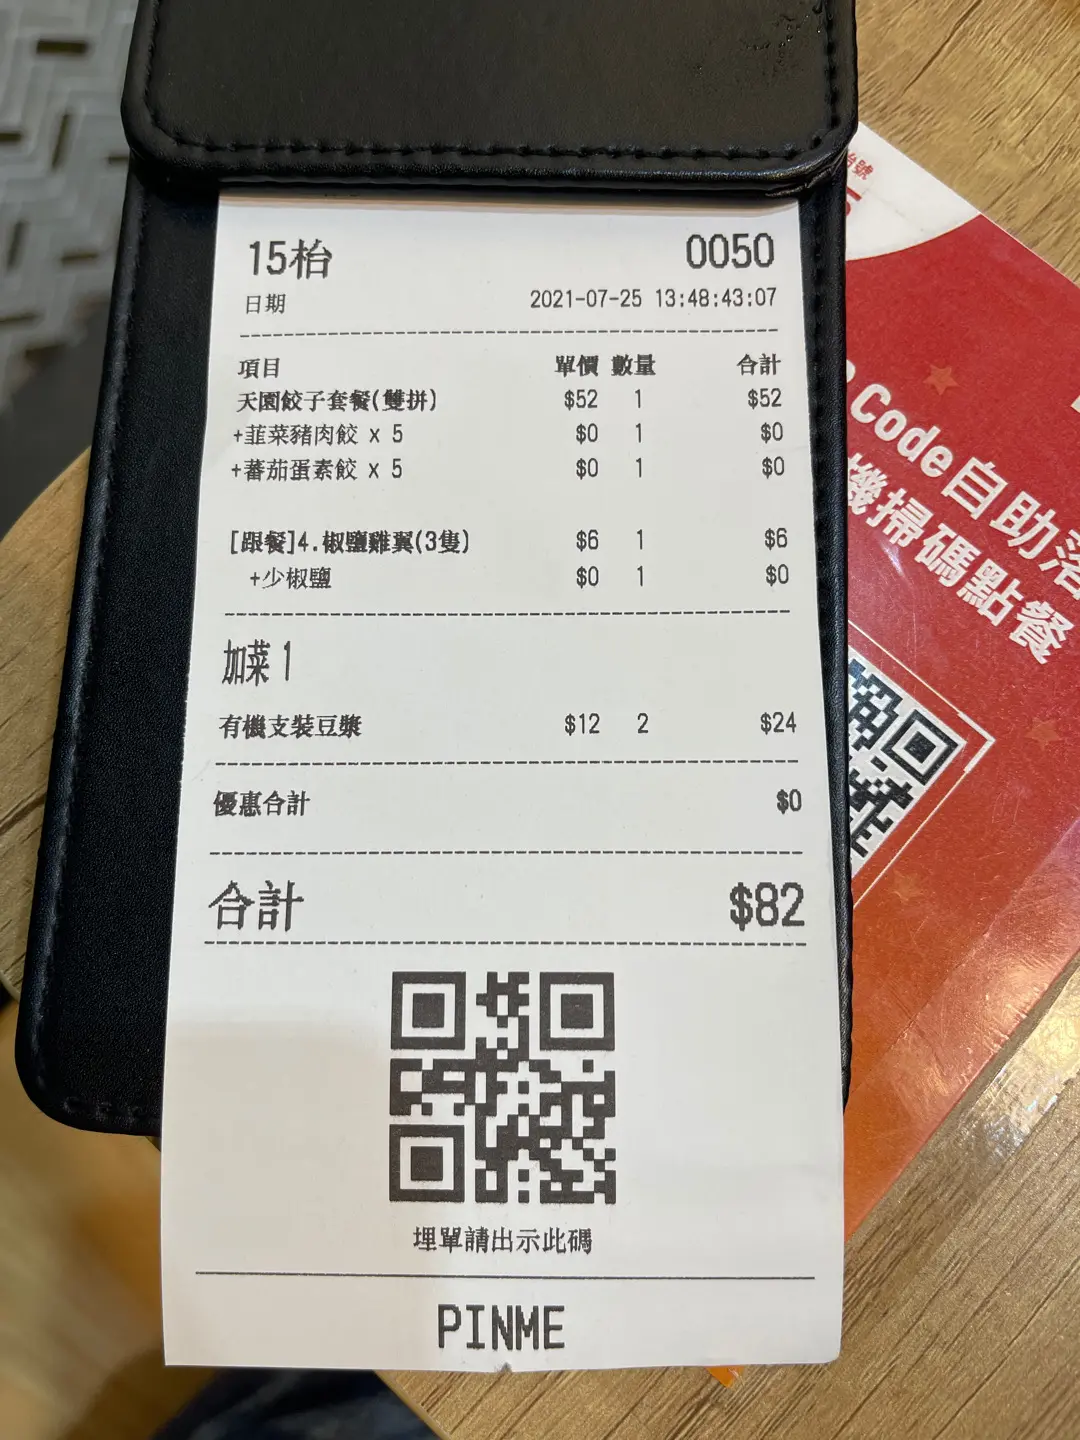 15枱 0050
日期 2021-07-25 13:48:43:07
項目 單價 數量 合計
天園餃子套餐(雙拼) $52 1 $52
+韮菜豬肉餃 x 5 $0 1 $0
+蕃茄蛋素餃 x 5 $0 1 $0
[跟餐]4.椒鹽雞翼(3隻) $6 1 $6
+少椒鹽 $0 1 $0
加菜 1
有機支裝豆漿 $12 2 $24
優惠合計 $0
合計 $82
埋單請出示此碼
PINME
Code自助
機掃碼點餐